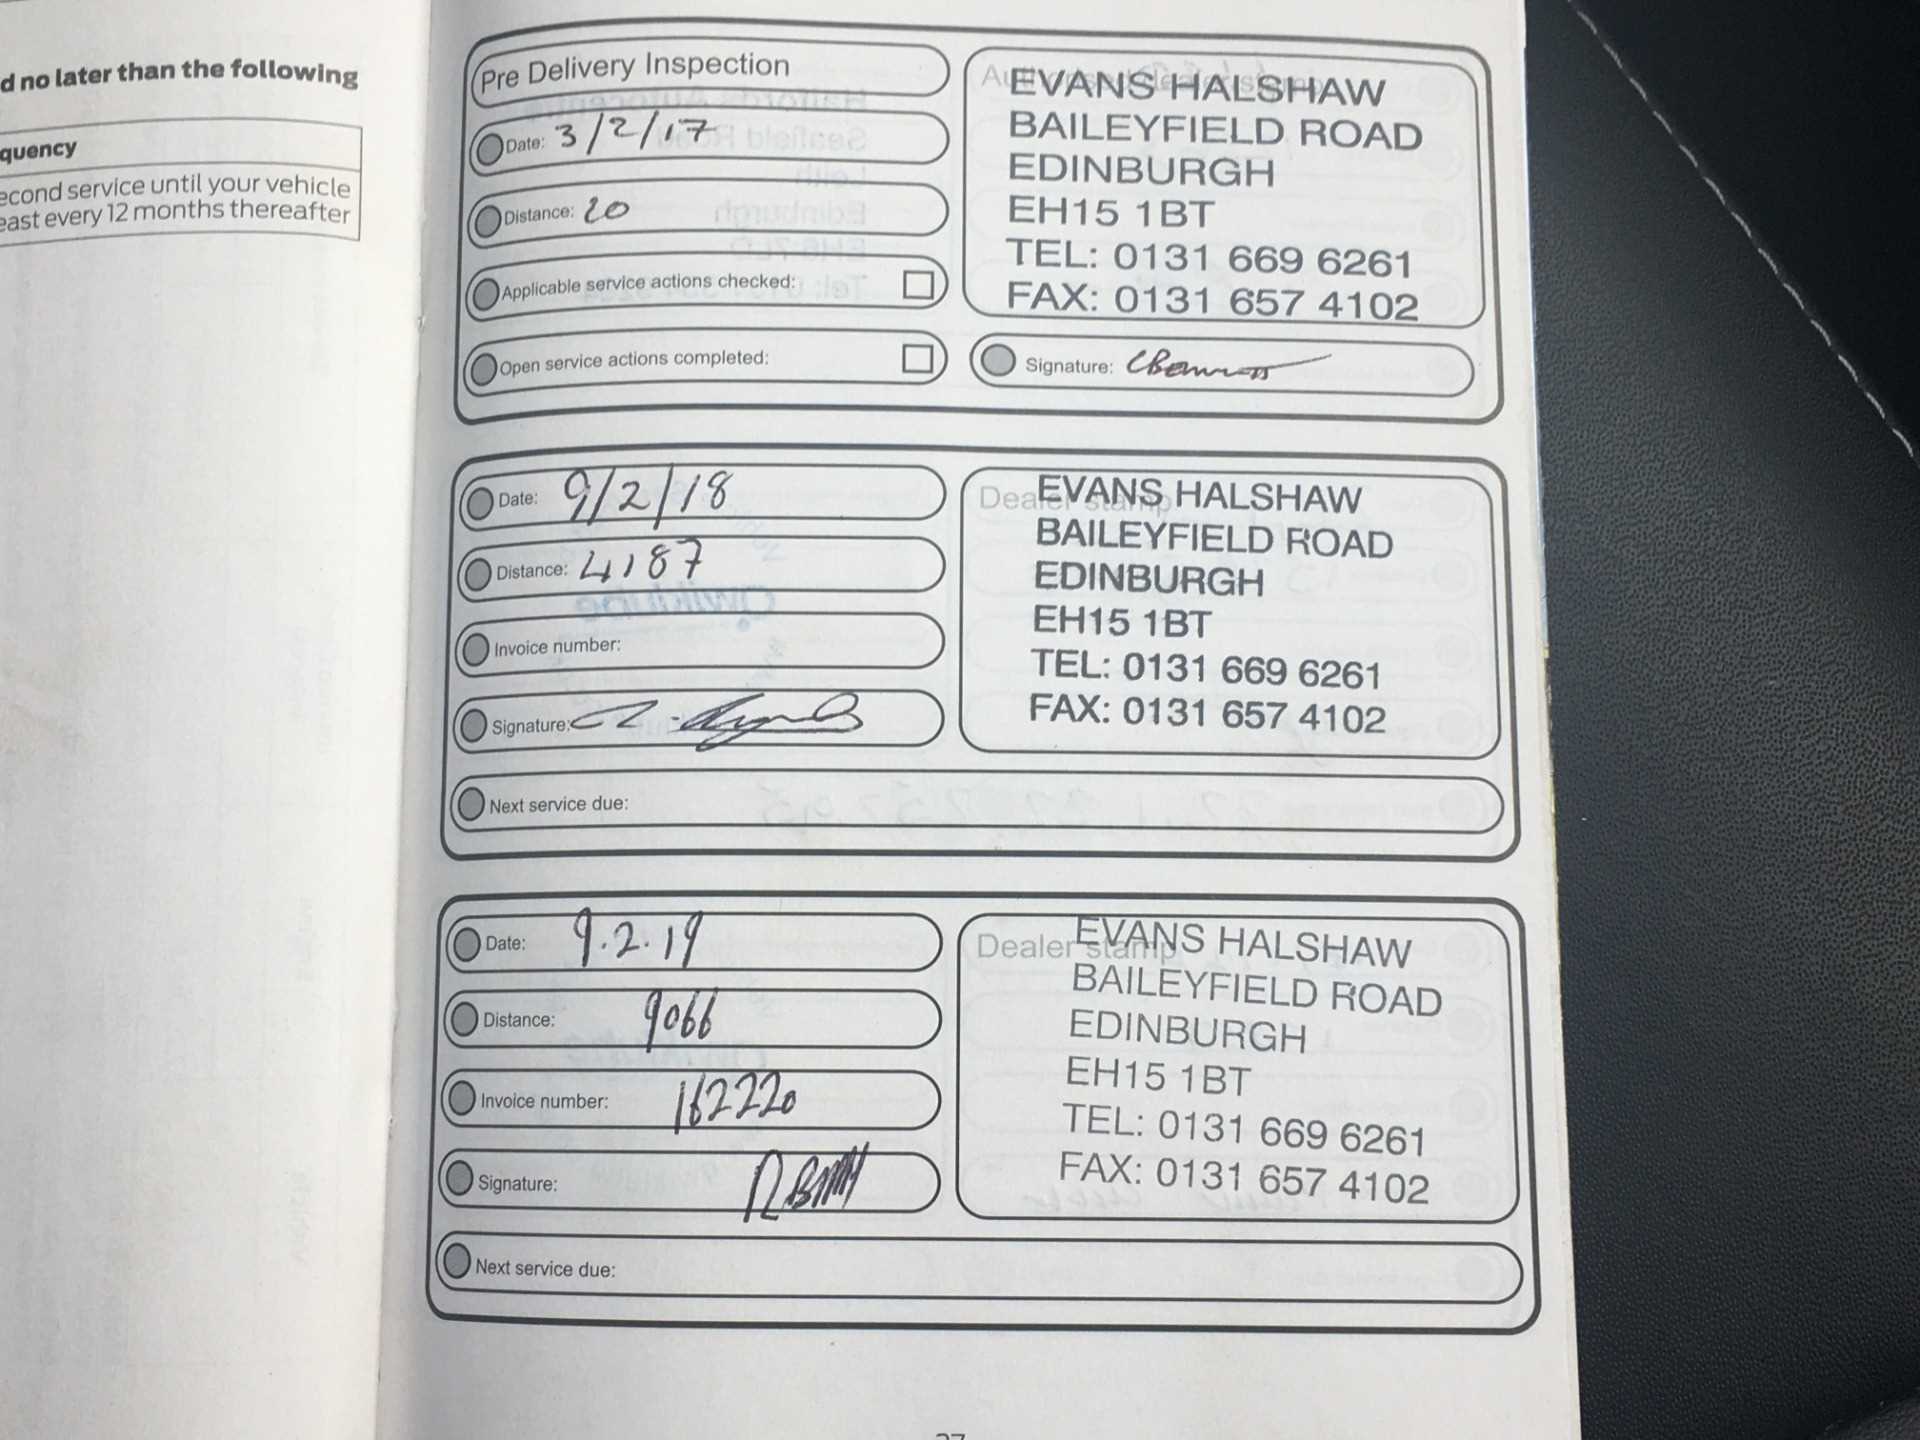 d no later than the following
quency
econd service until your vehicle
east every 12 months thereafter
Pre Delivery Inspection
Date: 3/2/17
Distance: 20
Applicable service actions checked:
Open service actions completed:
EVANS HALSHAW
BAILEYFIELD ROAD
EDINBURGH
EH15 1BT
TEL: 0131 669 6261
FAX: 0131 657 4102
Signature:
Date: 9/2/18
Distance: 4187
Invoice number:
Signature:
Next service due:
Dealer stamp
EVANS HALSHAW
BAILEYFIELD ROAD
EDINBURGH
EH15 1BT
TEL: 0131 669 6261
FAX: 0131 657 4102
Date: 9.2.19
Distance: 9066
Invoice number: 162220
Signature:
Next service due:
Dealer stamp
EVANS HALSHAW
BAILEYFIELD ROAD
EDINBURGH
EH15 1BT
TEL: 0131 669 6261
FAX: 0131 657 4102